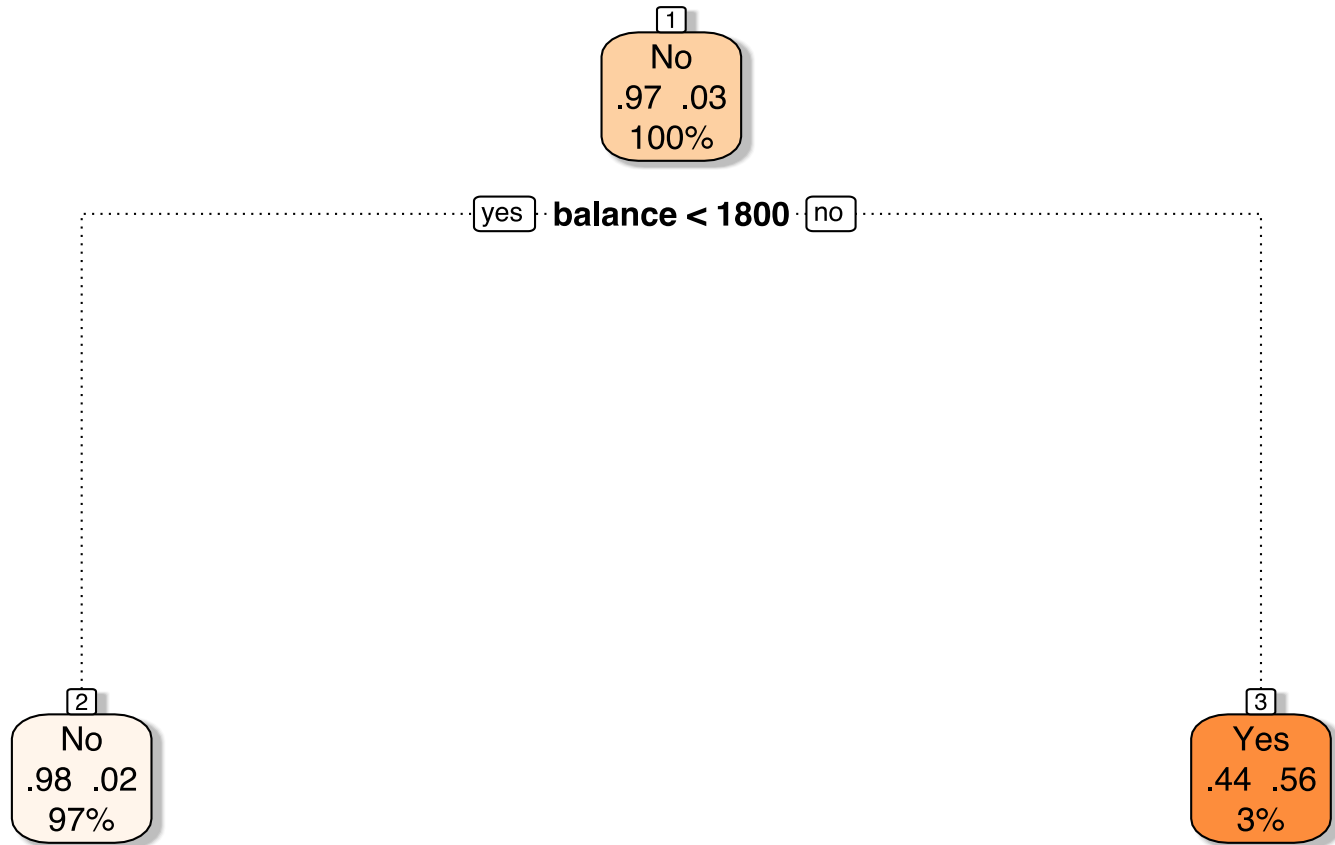 1
No
.97 .03
100%
yes balance < 1800 no
2
No
.98 .02
97%
3
Yes
.44 .56
3%